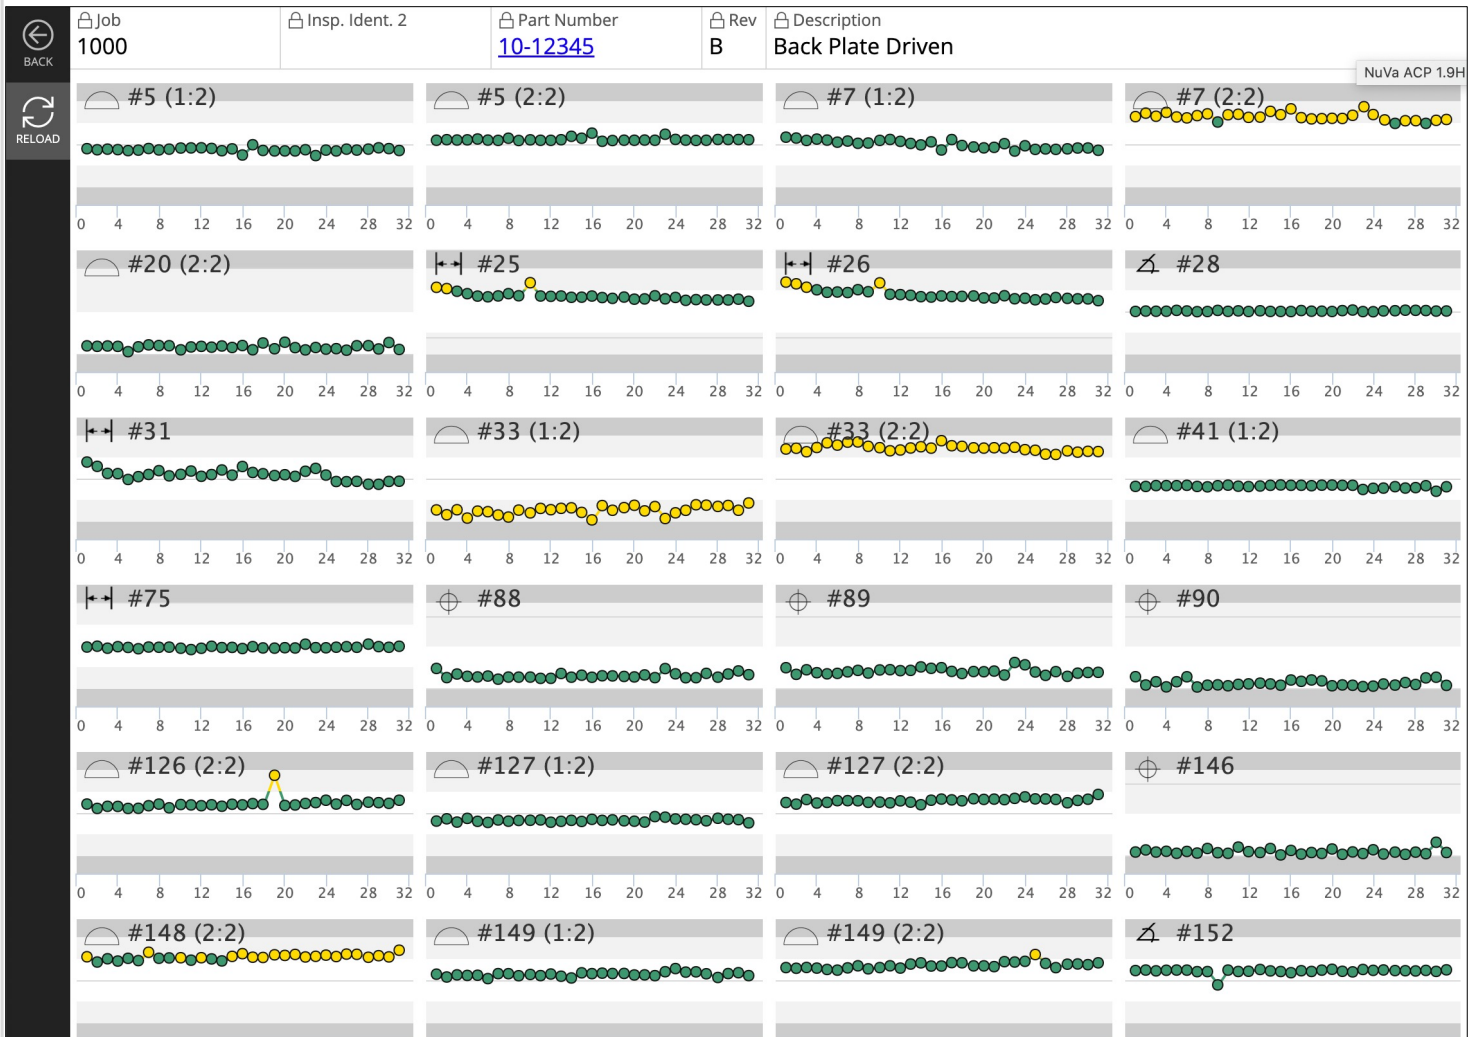 Job
Insp. Ident. 2
Part Number
Rev
Description
1000
10-12345
B
Back Plate Driven
BACK
NuVa ACP 1.9H
RELOAD
#5 (1:2)
#5 (2:2)
#7 (1:2)
#7 (2:2)
0 4 8 12 16 20 24 28 32
0 4 8 12 16 20 24 28 32
0 4 8 12 16 20 24 28 32
0 4 8 12 16 20 24 28 32
#20 (2:2)
#25
#26
#28
0 4 8 12 16 20 24 28 32
0 4 8 12 16 20 24 28 32
0 4 8 12 16 20 24 28 32
0 4 8 12 16 20 24 28 32
#31
#33 (1:2)
#33 (2:2)
#41 (1:2)
0 4 8 12 16 20 24 28 32
0 4 8 12 16 20 24 28 32
0 4 8 12 16 20 24 28 32
0 4 8 12 16 20 24 28 32
#75
#88
#89
#90
0 4 8 12 16 20 24 28 32
0 4 8 12 16 20 24 28 32
0 4 8 12 16 20 24 28 32
0 4 8 12 16 20 24 28 32
#126 (2:2)
#127 (1:2)
#127 (2:2)
#146
0 4 8 12 16 20 24 28 32
0 4 8 12 16 20 24 28 32
0 4 8 12 16 20 24 28 32
0 4 8 12 16 20 24 28 32
#148 (2:2)
#149 (1:2)
#149 (2:2)
#152